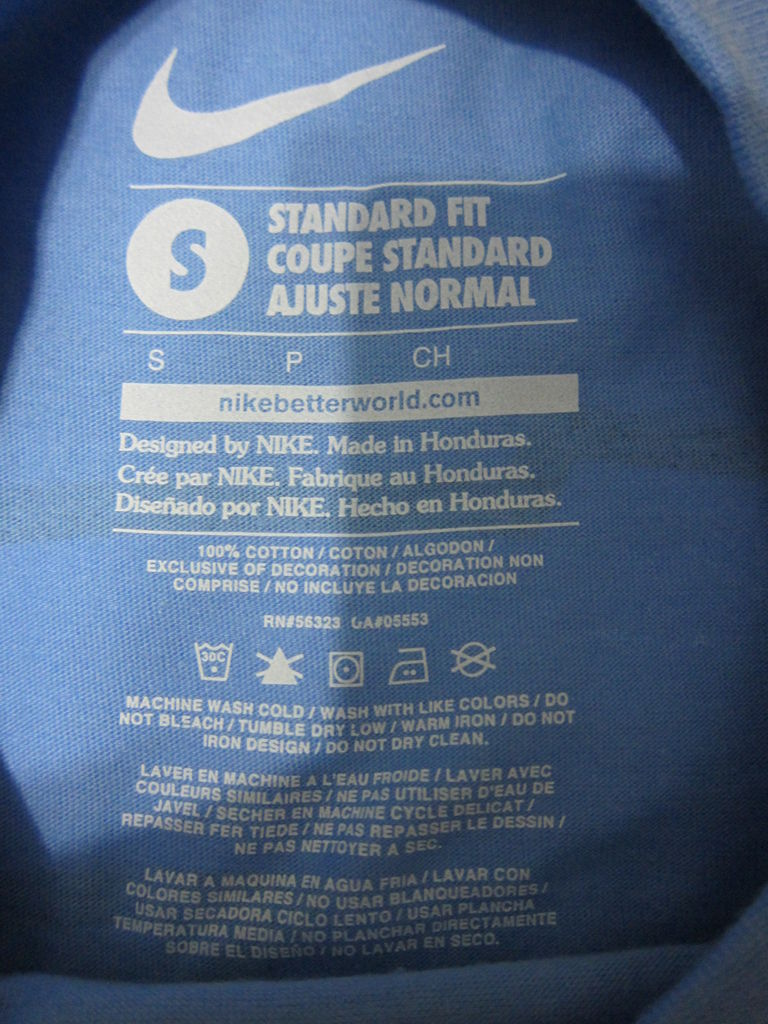 S
STANDARD FIT
COUPE STANDARD
AJUSTE NORMAL
S P CH
nikebetterworld.com
Designed by NIKE. Made in Honduras.
Crée par NIKE. Fabrique au Honduras.
Diseñado por NIKE. Hecho en Honduras.
100% COTTON / COTON / ALGODON /
EXCLUSIVE OF DECORATION / DECORATION NON
COMPRISE / NO INCLUYE LA DECORACION
RN#56323 CA#05553
30C
MACHINE WASH COLD / WASH WITH LIKE COLORS / DO
NOT BLEACH / TUMBLE DRY LOW / WARM IRON / DO NOT
IRON DESIGN / DO NOT DRY CLEAN.
LAVER EN MACHINE A L'EAU FROIDE / LAVER AVEC
COULEURS SIMILAIRES / NE PAS UTILISER D'EAU DE
JAVEL / SECHER EN MACHINE CYCLE DELICAT /
REPASSER FER TIEDE / NE PAS REPASSER LE DESSIN /
NE PAS NETTOYER A SEC.
LAVAR A MAQUINA EN AGUA FRIA / LAVAR CON
COLORES SIMILARES / NO USAR BLANQUEADORES /
USAR SECADORA CICLO LENTO / USAR PLANCHA
TEMPERATURA MEDIA / NO PLANCHAR DIRECTAMENTE
SOBRE EL DISEÑO / NO LAVAR EN SECO.